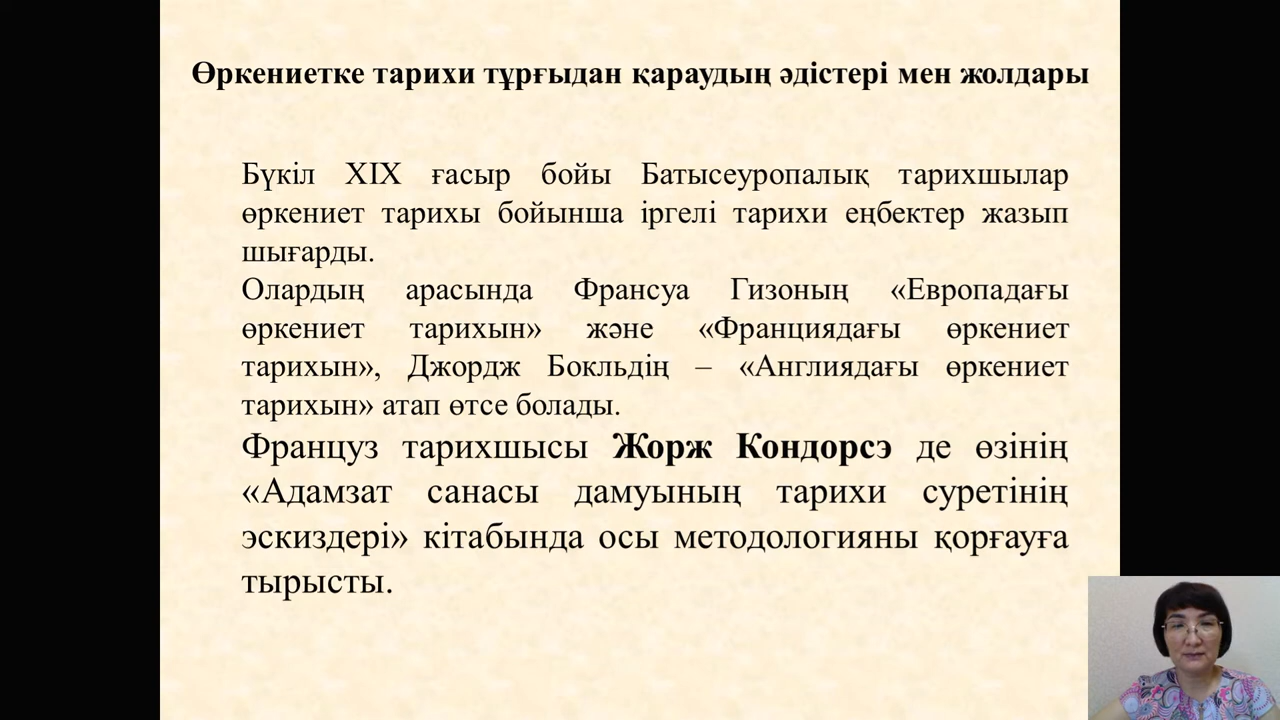 Өркениетке тарихи тұрғыдан қараудың әдістері мен жолдары
Бүкіл XIX ғасыр бойы Батысеуропалық тарихшылар
өркениет тарихы бойынша іргелі тарихи еңбектер жазып
шығарды.
Олардың арасында Франсуа Гизоның «Европадағы
өркениет тарихын» және «Франциядағы өркениет
тарихын», Джордж Бокльдің – «Англиядағы өркениет
тарихын» атап өтсе болады.
Француз тарихшысы Жорж Кондорсэ де өзінің
«Адамзат санасы дамуының тарихи суретінің
эскиздері» кітабында осы методологияны қорғауға
тырысты.